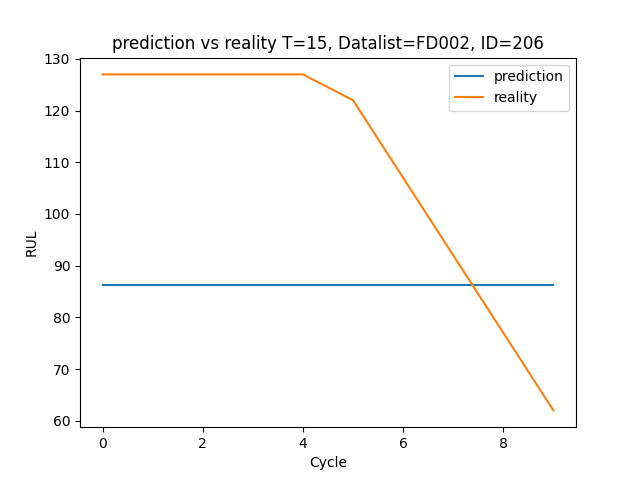 prediction vs reality T=15, Datalist=FD002, ID=206
130
120
110
100
90
80
70
60
RUL
0 2 4 6 8
Cycle
prediction
reality